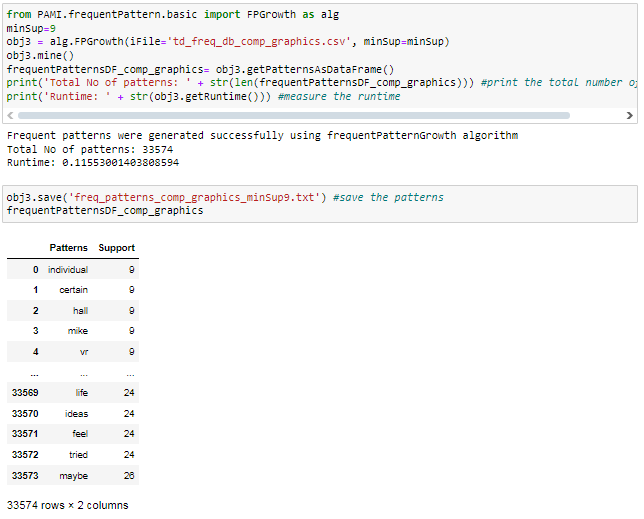 from PAMI.frequentPattern.basic import FPGrowth as alg
minSup=9
obj3 = alg.FPGrowth(iFile='td_freq_db_comp_graphics.csv', minSup=minSup)
obj3.mine()
frequentPatternsDF_comp_graphics= obj3.getPatternsAsDataFrame()
print('Total No of patterns: ' + str(len(frequentPatternsDF_comp_graphics))) #print the total number o
print('Runtime: ' + str(obj3.getRuntime())) #measure the runtime
Frequent patterns were generated successfully using frequentPatternGrowth algorithm
Total No of patterns: 33574
Runtime: 0.11553001403808594
obj3.save('freq_patterns_comp_graphics_minSup9.txt') #save the patterns
frequentPatternsDF_comp_graphics
Patterns Support
0 individual 9
1 certain 9
2 hall 9
3 mike 9
4 vr 9
... ... ...
33569 life 24
33570 ideas 24
33571 feel 24
33572 tried 24
33573 maybe 26
33574 rows × 2 columns